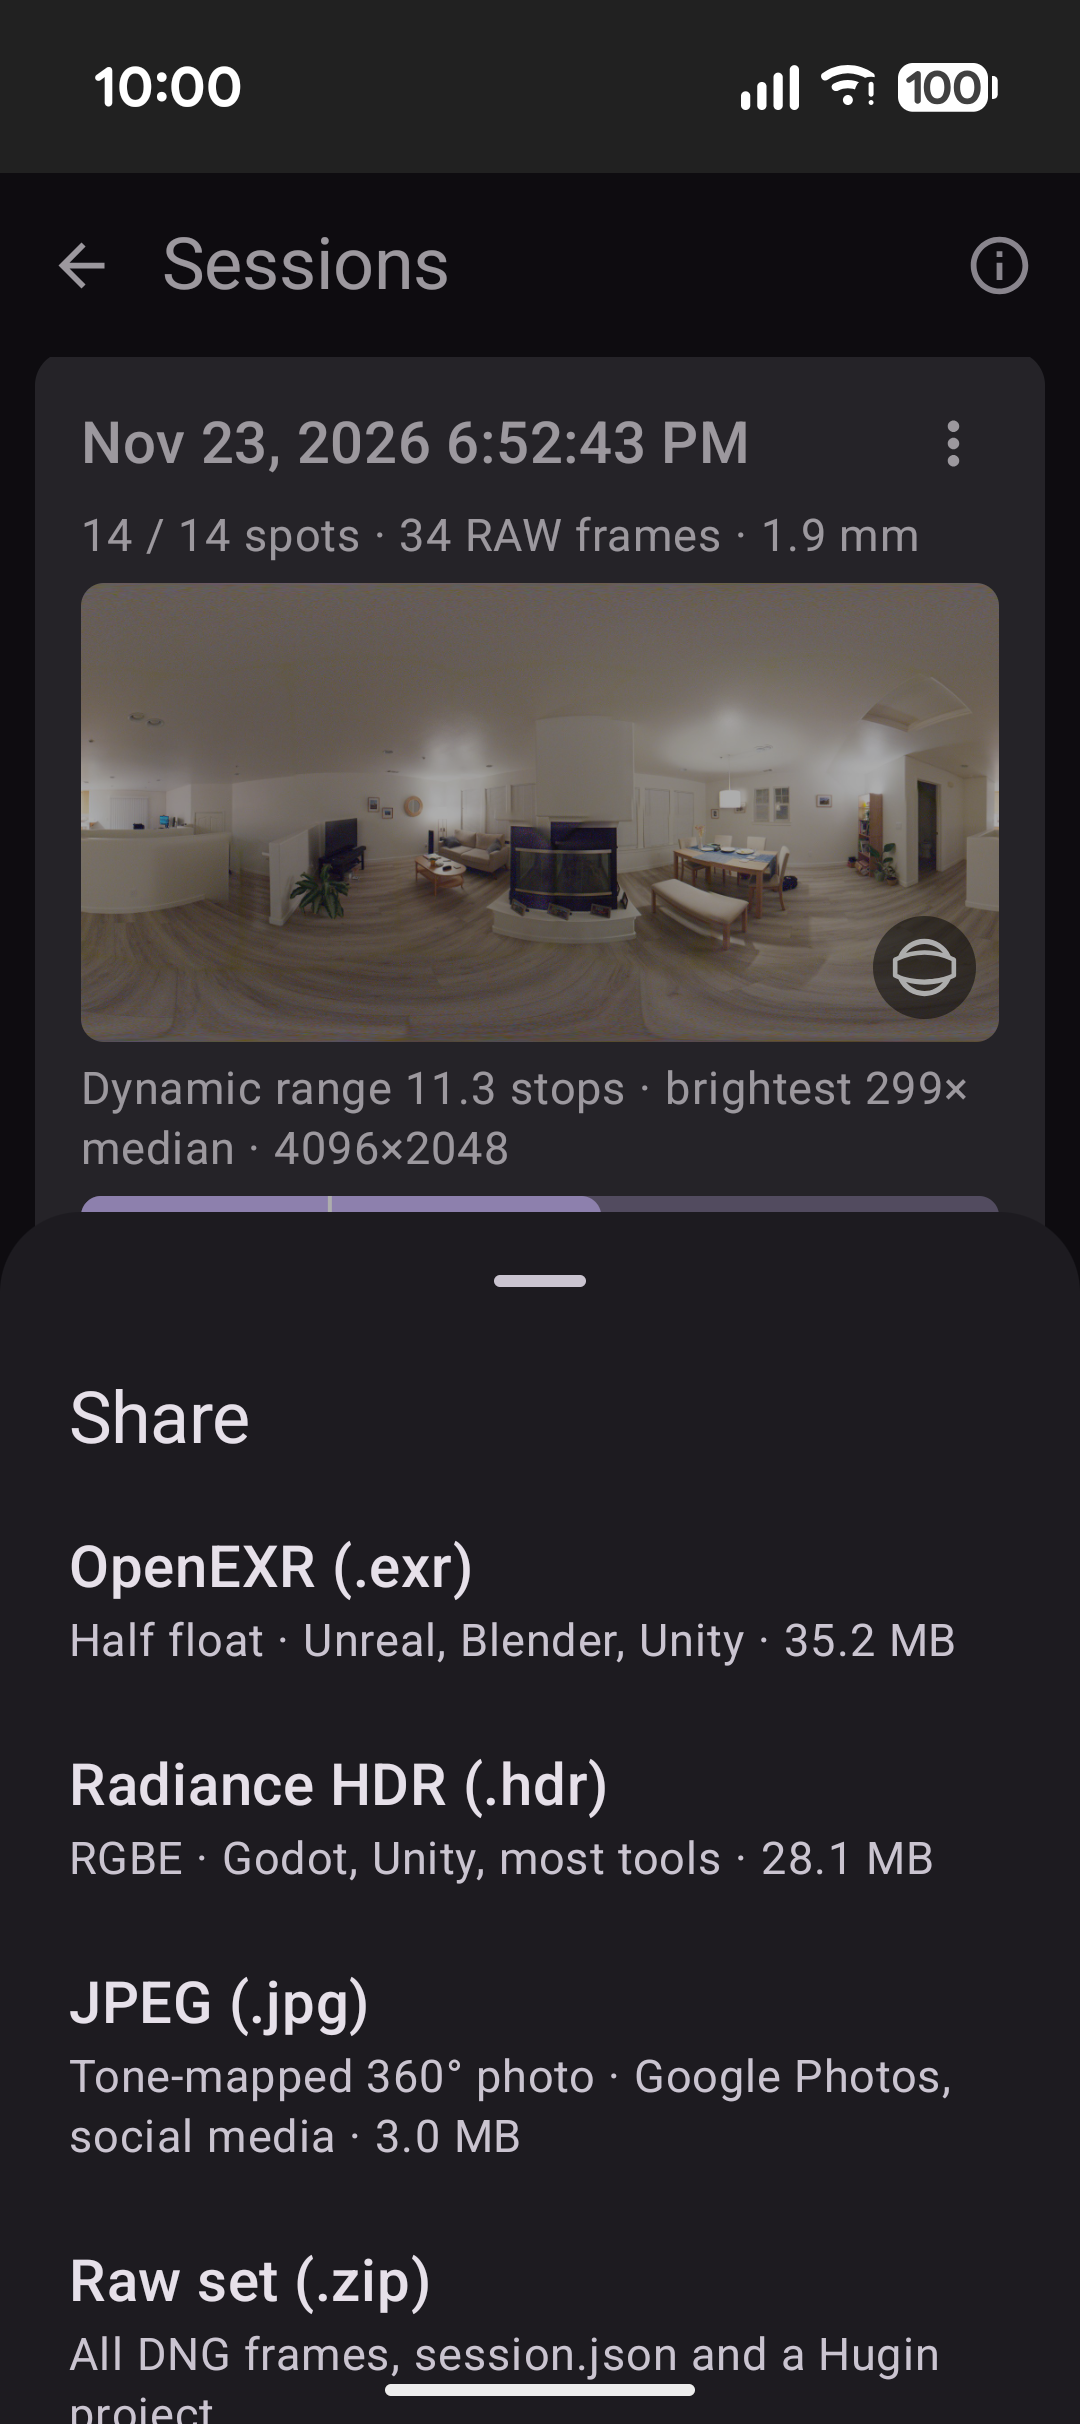 10:00
100
Sessions
Nov 23, 2026 6:52:43 PM
14 / 14 spots · 34 RAW frames · 1.9 mm
Dynamic range 11.3 stops · brightest 299×
median · 4096×2048
Share
OpenEXR (.exr)
Half float · Unreal, Blender, Unity · 35.2 MB
Radiance HDR (.hdr)
RGBE · Godot, Unity, most tools · 28.1 MB
JPEG (.jpg)
Tone-mapped 360° photo · Google Photos,
social media · 3.0 MB
Raw set (.zip)
All DNG frames, session.json and a Hugin
project